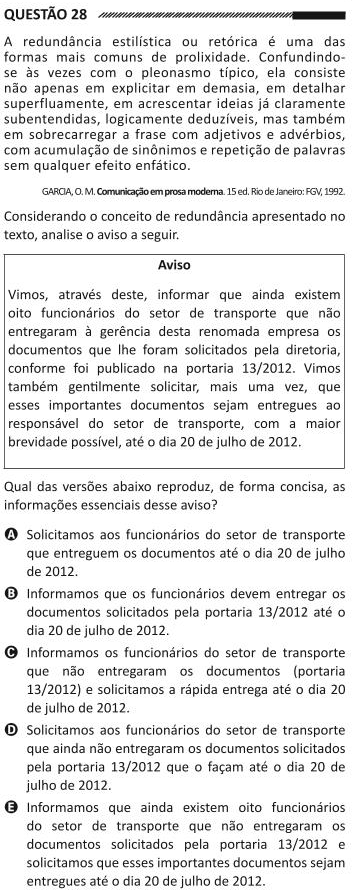 QUESTÃO 28
A redundância estilística ou retórica é uma das
formas mais comuns de prolixidade. Confundindo-
se às vezes com o pleonasmo típico, ela consiste
não apenas em explicitar em demasia, em detalhar
superfluamente, em acrescentar ideias já claramente
subentendidas, logicamente deduzíveis, mas também
em sobrecarregar a frase com adjetivos e advérbios,
com acumulação de sinônimos e repetição de palavras
sem qualquer efeito enfático.
GARCIA, O. M. Comunicação em prosa moderna. 15 ed. Rio de Janeiro: FGV, 1992.
Considerando o conceito de redundância apresentado no
texto, analise o aviso a seguir.
Aviso
Vimos, através deste, informar que ainda existem
oito funcionários do setor de transporte que não
entregaram à gerência desta renomada empresa os
documentos que lhe foram solicitados pela diretoria,
conforme foi publicado na portaria 13/2012. Vimos
também gentilmente solicitar, mais uma vez, que
esses importantes documentos sejam entregues ao
responsável do setor de transporte, com a maior
brevidade possível, até o dia 20 de julho de 2012.
Qual das versões abaixo reproduz, de forma concisa, as
informações essenciais desse aviso?
A Solicitamos aos funcionários do setor de transporte
que entreguem os documentos até o dia 20 de julho
de 2012.
B Informamos que os funcionários devem entregar os
documentos solicitados pela portaria 13/2012 até o
dia 20 de julho de 2012.
C Informamos os funcionários do setor de transporte
que não entregaram os documentos (portaria
13/2012) e solicitamos a rápida entrega até o dia 20
de julho de 2012.
D Solicitamos aos funcionários do setor de transporte
que ainda não entregaram os documentos solicitados
pela portaria 13/2012 que o façam até o dia 20 de
julho de 2012.
E Informamos que ainda existem oito funcionários
do setor de transporte que não entregaram os
documentos solicitados pela portaria 13/2012 e
solicitamos que esses importantes documentos sejam
entregues até o dia 20 de julho de 2012.